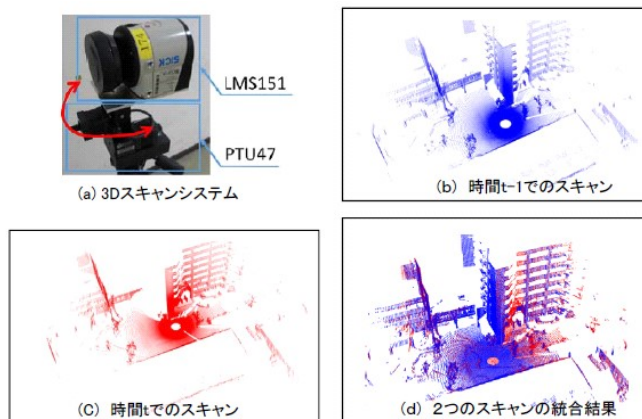 SICK
LMS151
PTU47
(a) 3Dスキャンシステム
(b) 時間t-1でのスキャン
(C) 時間tでのスキャン
(d) 2つのスキャンの統合結果